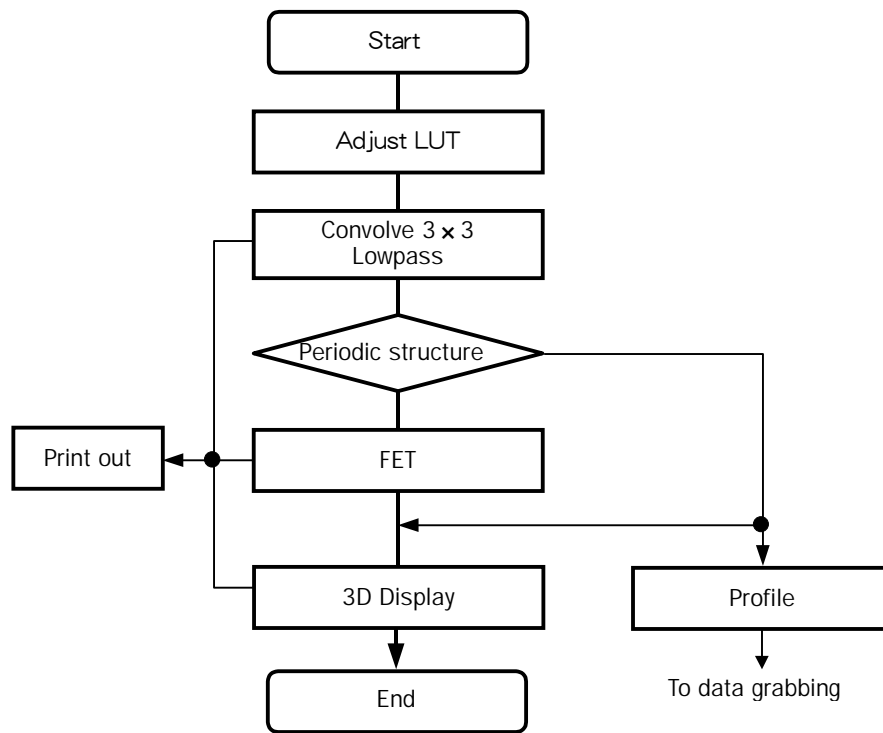 Start
Adjust LUT
Convolve 3 × 3
Lowpass
Periodic structure
Print out
FET
3D Display
Profile
End
To data grabbing